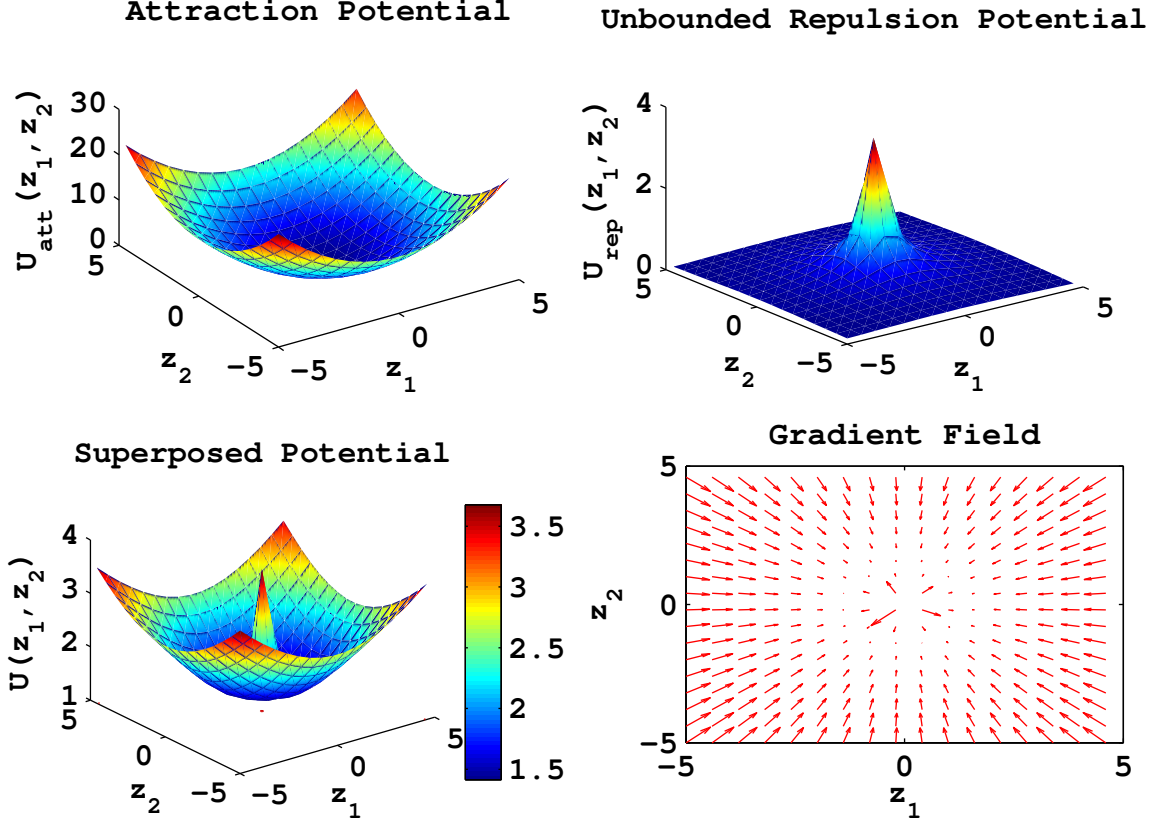 Attraction Potential
U_att(z_1,z_2)
30
20
10
0
5
0
−5
z_2
−5
0
5
z_1
Unbounded Repulsion Potential
U_rep(z_1,z_2)
4
2
0
5
0
−5
z_2
−5
0
5
z_1
Superposed Potential
U(z_1,z_2)
4
3
2
1
5
0
−5
z_2
−5
0
5
z_1
3.5
3
2.5
2
1.5
Gradient Field
z_2
5
0
−5
−5
0
5
z_1